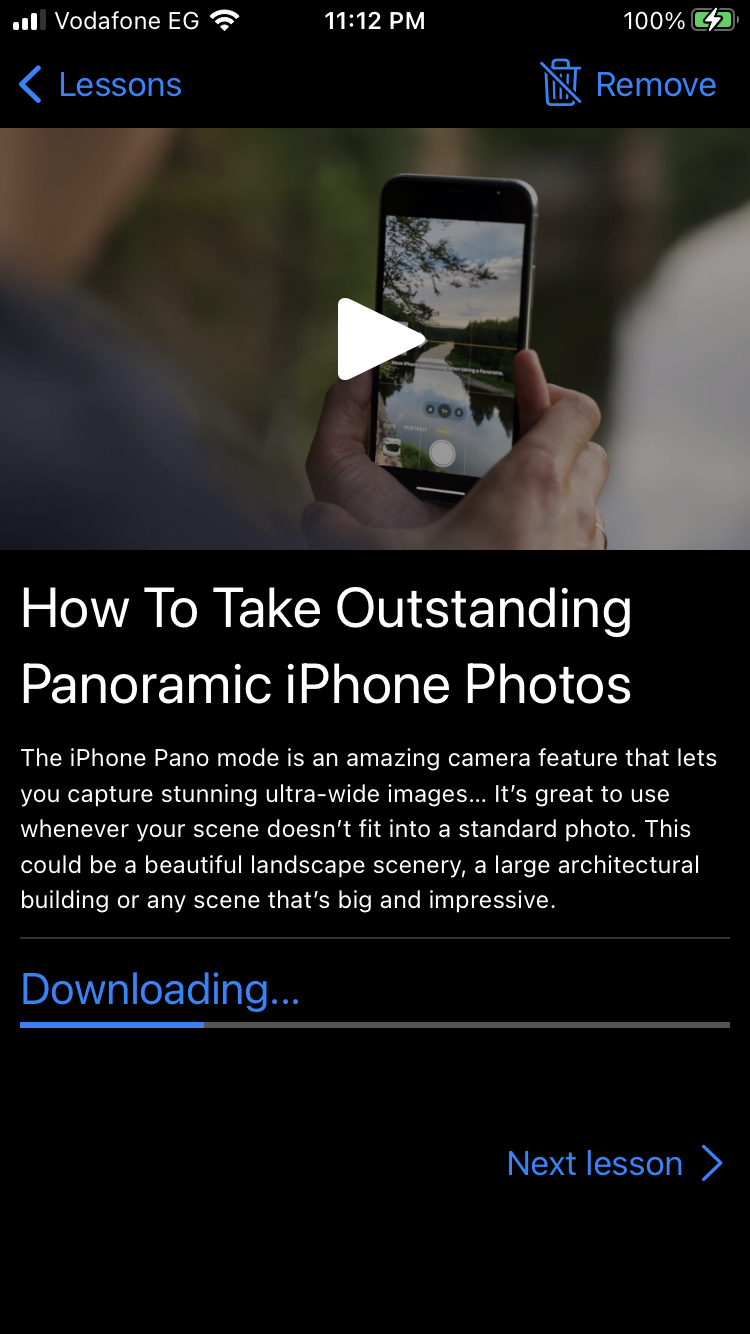 Vodafone EG
11:12 PM
100%
Lessons
Remove
PORTRAIT
How To Take Outstanding
Panoramic iPhone Photos
The iPhone Pano mode is an amazing camera feature that lets
you capture stunning ultra-wide images... It's great to use
whenever your scene doesn't fit into a standard photo. This
could be a beautiful landscape scenery, a large architectural
building or any scene that's big and impressive.
Downloading...
Next lesson